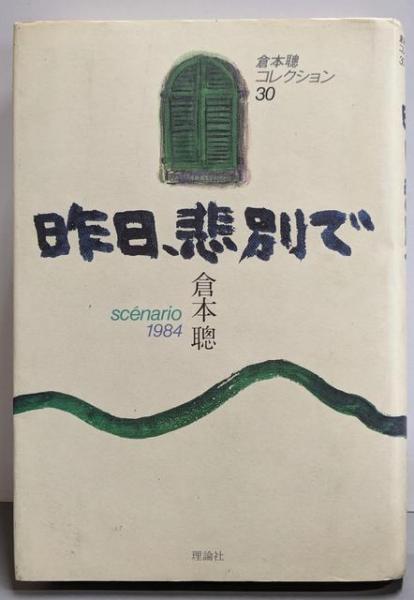 倉本聰
コレクション
30
昨日、悲別で
倉本聰
scénario
1984
理論社